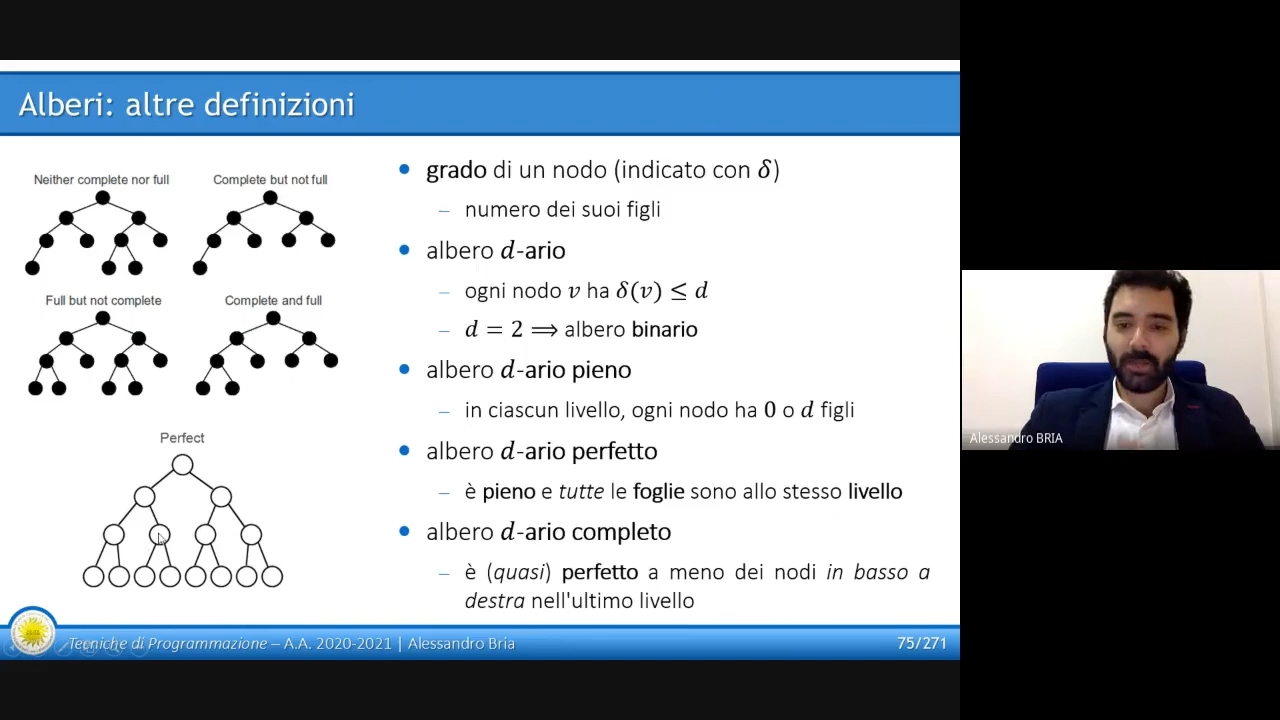 Alberi: altre definizioni
Neither complete nor full
Complete but not full
Full but not complete
Complete and full
Perfect
• grado di un nodo (indicato con δ)
– numero dei suoi figli
• albero d-ario
– ogni nodo v ha δ(v) ≤ d
– d = 2 ⟹ albero binario
• albero d-ario pieno
– in ciascun livello, ogni nodo ha 0 o d figli
• albero d-ario perfetto
– è pieno e tutte le foglie sono allo stesso livello
• albero d-ario completo
– è (quasi) perfetto a meno dei nodi in basso a
destra nell'ultimo livello
Tecniche di Programmazione – A.A. 2020-2021 | Alessandro Bria
75/271
Alessandro BRIA